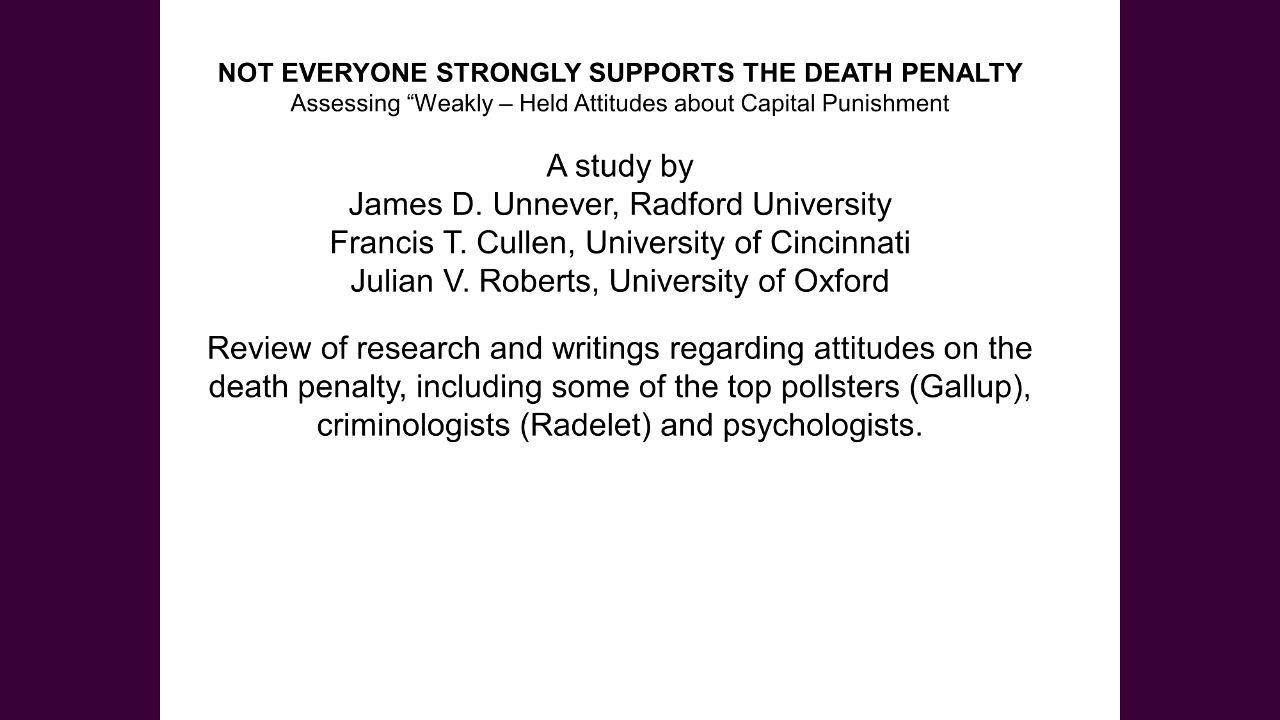 NOT EVERYONE STRONGLY SUPPORTS THE DEATH PENALTY
Assessing “Weakly – Held Attitudes about Capital Punishment
A study by
James D. Unnever, Radford University
Francis T. Cullen, University of Cincinnati
Julian V. Roberts, University of Oxford
Review of research and writings regarding attitudes on the
death penalty, including some of the top pollsters (Gallup),
criminologists (Radelet) and psychologists.